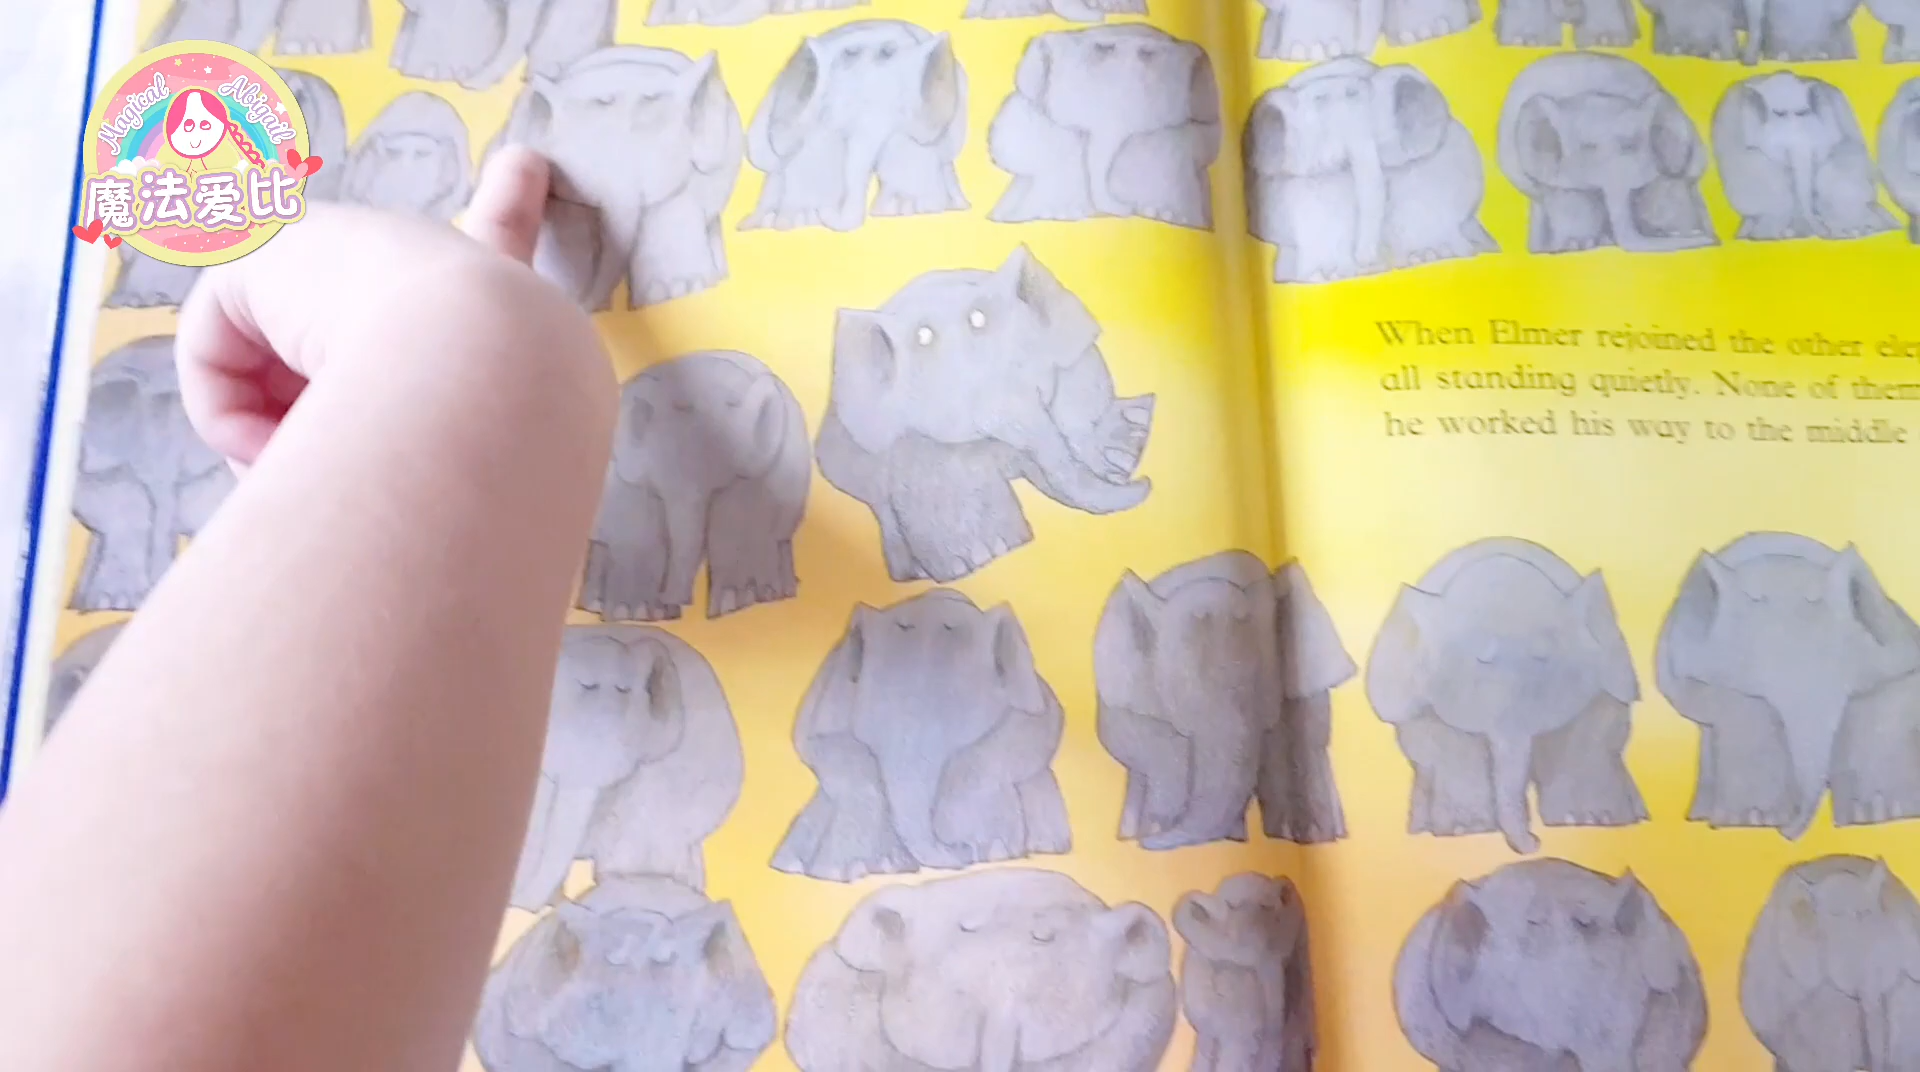 Magical Abigail
魔法爱比
When Elmer rejoined the other
all standing quietly. None of them
he worked his way to the middle